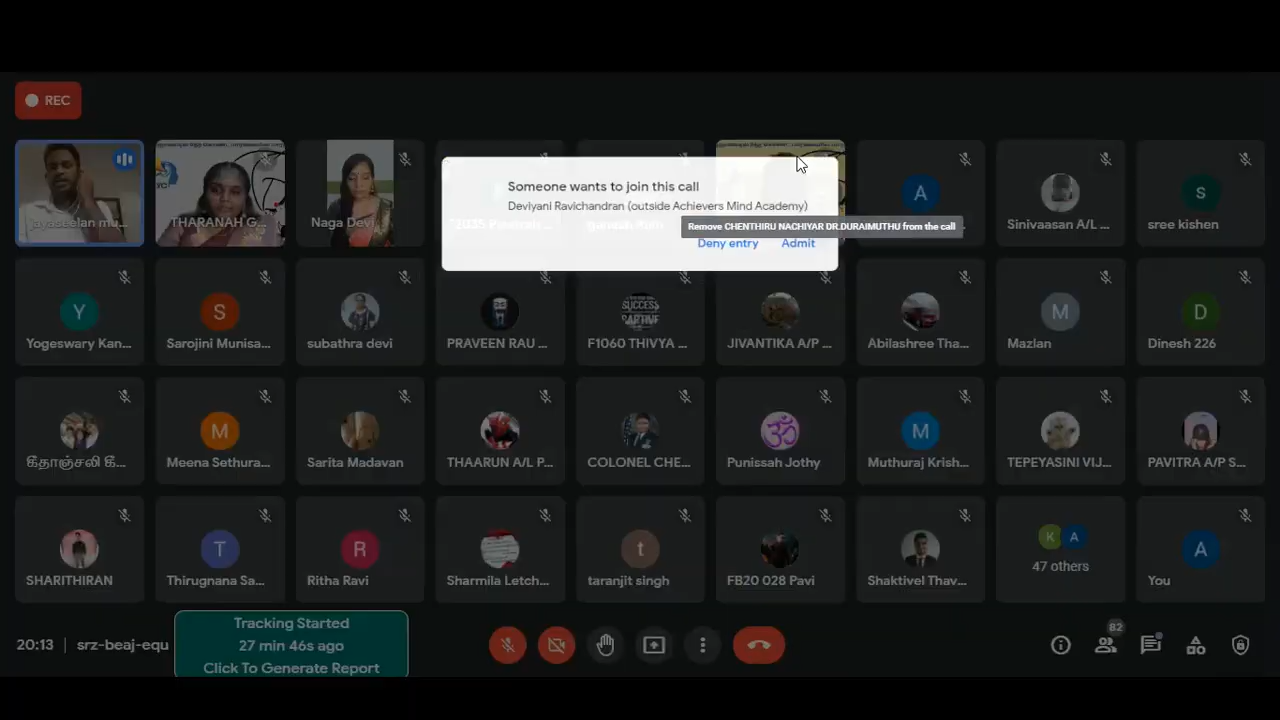 REC
Someone wants to join this call
Devlyani Ravichandran (outside Achievers Mind Academy)
Remove CHENTHIRU NACHIYAR DR.DURAIMUTHU from the call
Deny entry
Admit
jayaseelan mu...
THARANAH G...
Naga Devi
Sinivaasan A/L ...
sree kishen
Yogeswary Kan...
Sarojini Munisa...
subathra devi
PRAVEEN RAU ...
F1060 THIVYA ...
JIVANTIKA A/P ...
Abilashree Tha...
Mazlan
Dinesh 226
கீதாஞ்சலி கீ...
Meena Sethura...
Sarita Madavan
THAARUN A/L P...
COLONEL CHE...
Punissah Jothy
Muthuraj Krish...
TEPEYASINI VIJ...
PAVITRA A/P S...
SHARITHIRAN
Thirugnana Sa...
Ritha Ravi
Sharmila Letch...
taranjit singh
FB20 028 Pavi
Shaktivel Thav...
47 others
You
20:13 | srz-beaj-equ
Tracking Started
27 min 46s ago
Click To Generate Report
82